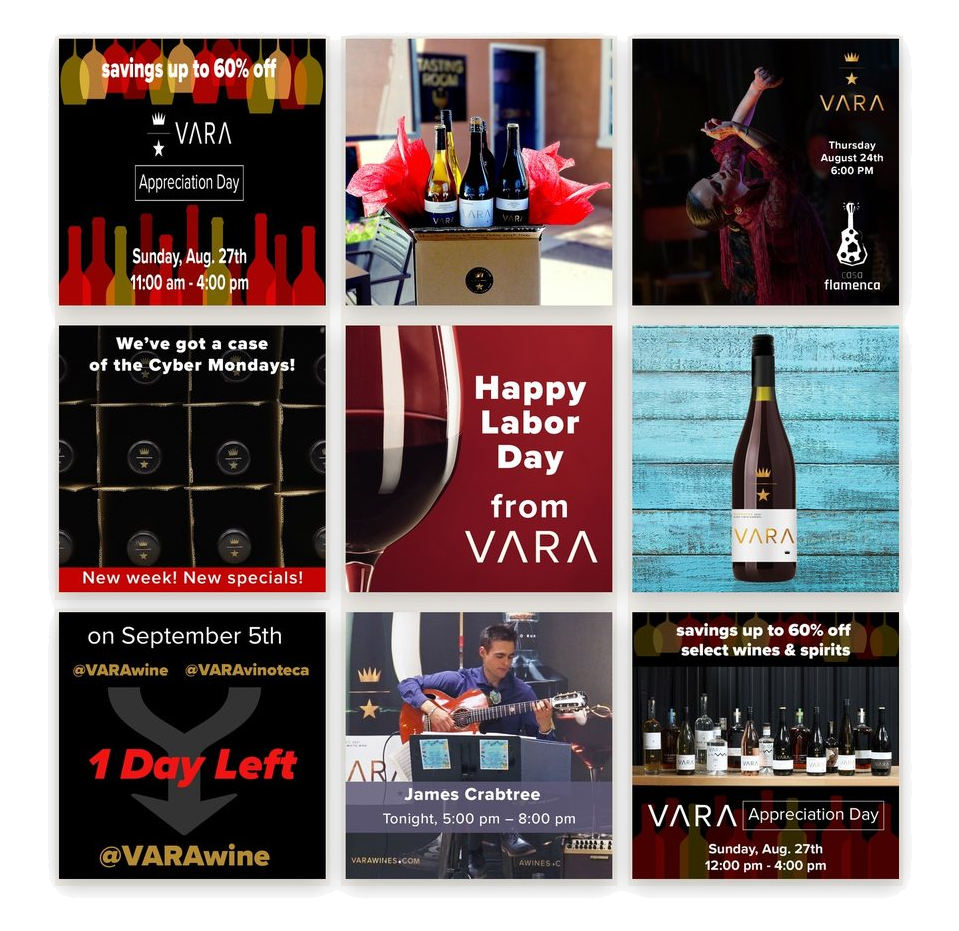 savings up to 60% off
VARA
Appreciation Day
Sunday, Aug. 27th
11:00 am - 4:00 pm
TASTING
ROOM
VARA
VARA
VARA
VARA
Thursday
August 24th
6:00 PM
casa
flamenca
We've got a case
of the Cyber Mondays!
New week! New specials!
Happy
Labor
Day
from
VARA
VARA
on September 5th
@VARAwine @VARAvinoteca
1 Day Left
@VARAwine
AR
James Crabtree
Tonight, 5:00 pm – 8:00 pm
VARAWINES•COM
AWINES•C
savings up to 60% off
select wines & spirits
VARA Appreciation Day
Sunday, Aug. 27th
12:00 pm - 4:00 pm